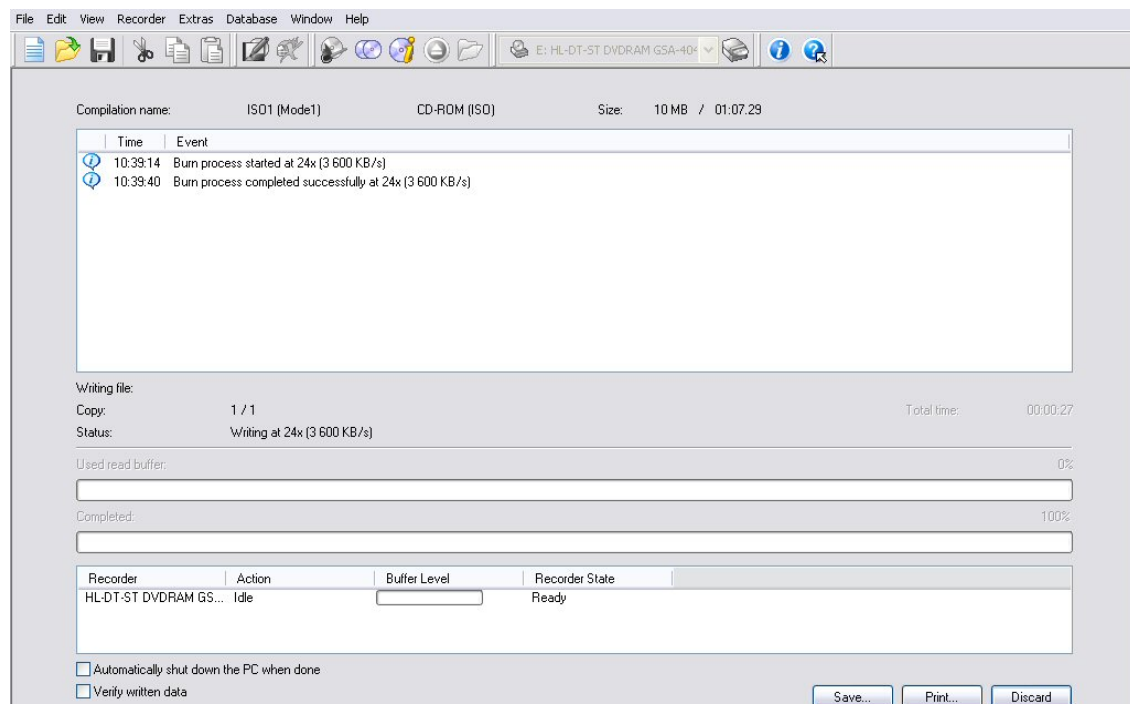 File Edit View Recorder Extras Database Window Help
E: HL-DT-ST DVDRAM GSA-404
Compilation name: ISO1 (Mode1) CD-ROM (ISO) Size: 10 MB / 01:07.29
Time Event
10:39:14 Burn process started at 24x (3 600 KB/s)
10:39:40 Burn process completed successfully at 24x (3 600 KB/s)
Writing file:
Copy: 1 / 1 Total time: 00:00:27
Status: Writing at 24x (3 600 KB/s)
Used read buffer: 0%
Completed: 100%
Recorder Action Buffer Level Recorder State
HL-DT-ST DVDRAM GS... Idle Ready
Automatically shut down the PC when done
Verify written data
Save... Print... Discard